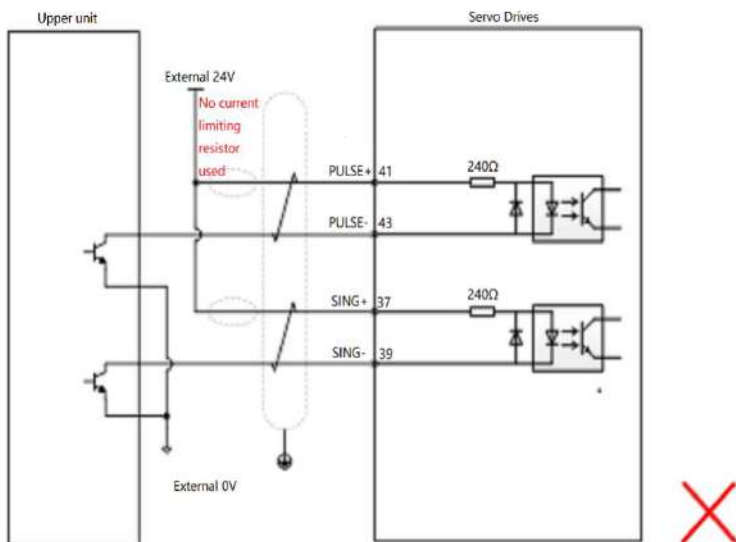 Upper unit
Servo Drives
External 24V
No current
limiting
resistor
used
PULSE+ 41
240Ω
PULSE- 43
SING+ 37
240Ω
SING- 39
External 0V